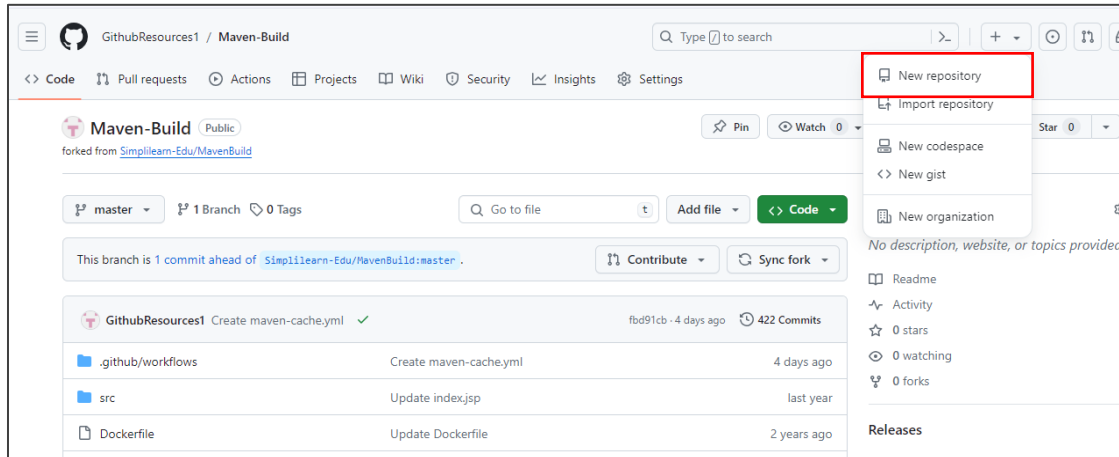 GithubResources1 / Maven-Build
Type / to search
Code Pull requests Actions Projects Wiki Security Insights Settings
New repository
Import repository
New codespace
New gist
New organization
Maven-Build Public
Pin Watch 0 Star 0
forked from Simplilearn-Edu/MavenBuild
master 1 Branch 0 Tags Go to file t Add file Code
No description, website, or topics provided
This branch is 1 commit ahead of Simplilearn-Edu/MavenBuild:master . Contribute Sync fork
Readme
Activity
0 stars
0 watching
0 forks
GithubResources1 Create maven-cache.yml fbd91cb · 4 days ago 422 Commits
.github/workflows Create maven-cache.yml 4 days ago
src Update index.jsp last year
Dockerfile Update Dockerfile 2 years ago
Releases